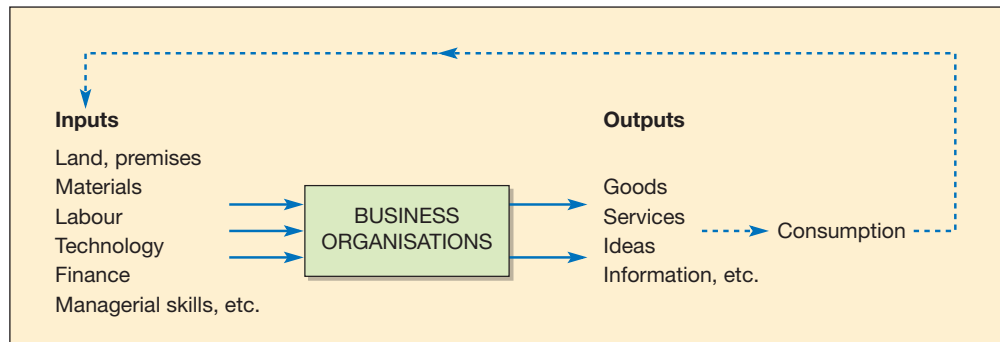 Inputs
Land, premises
Materials
Labour
Technology
Finance
Managerial skills, etc.
BUSINESS
ORGANISATIONS
Outputs
Goods
Services
Ideas
Information, etc.
Consumption